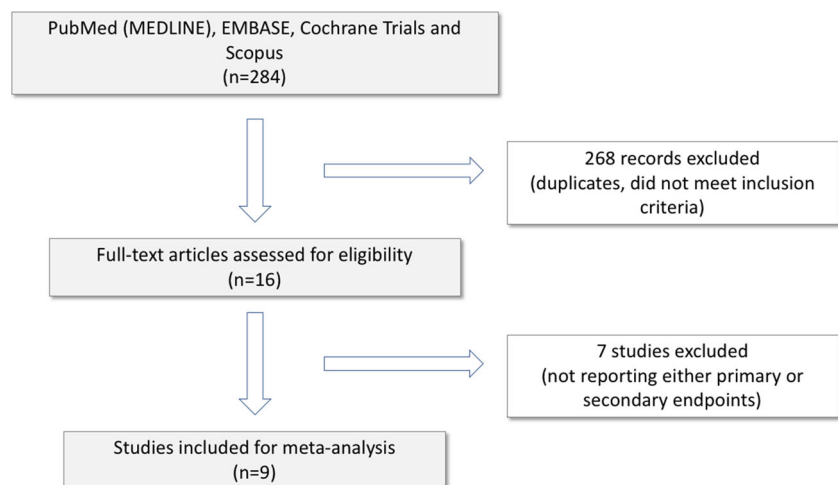 PubMed (MEDLINE), EMBASE, Cochrane Trials and
Scopus
(n=284)
268 records excluded
(duplicates, did not meet inclusion
criteria)
Full-text articles assessed for eligibility
(n=16)
7 studies excluded
(not reporting either primary or
secondary endpoints)
Studies included for meta-analysis
(n=9)